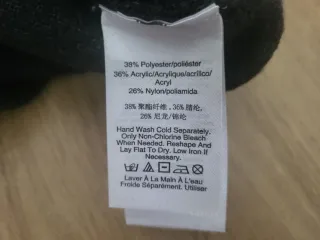 38% Polyester/poliéster
36% Acrylic/Acrylique/acrílico/
Acryl
26% Nylon/poliamida
38% 聚酯纤维, 36% 腈纶,
26% 尼龙/锦纶
Hand Wash Cold Separately,
Only Non-Chlorine Bleach
When Needed. Reshape And
Lay Flat To Dry. Low Iron If
Necessary.
Laver À La Main À L'eau
Froide Séparément. Utiliser